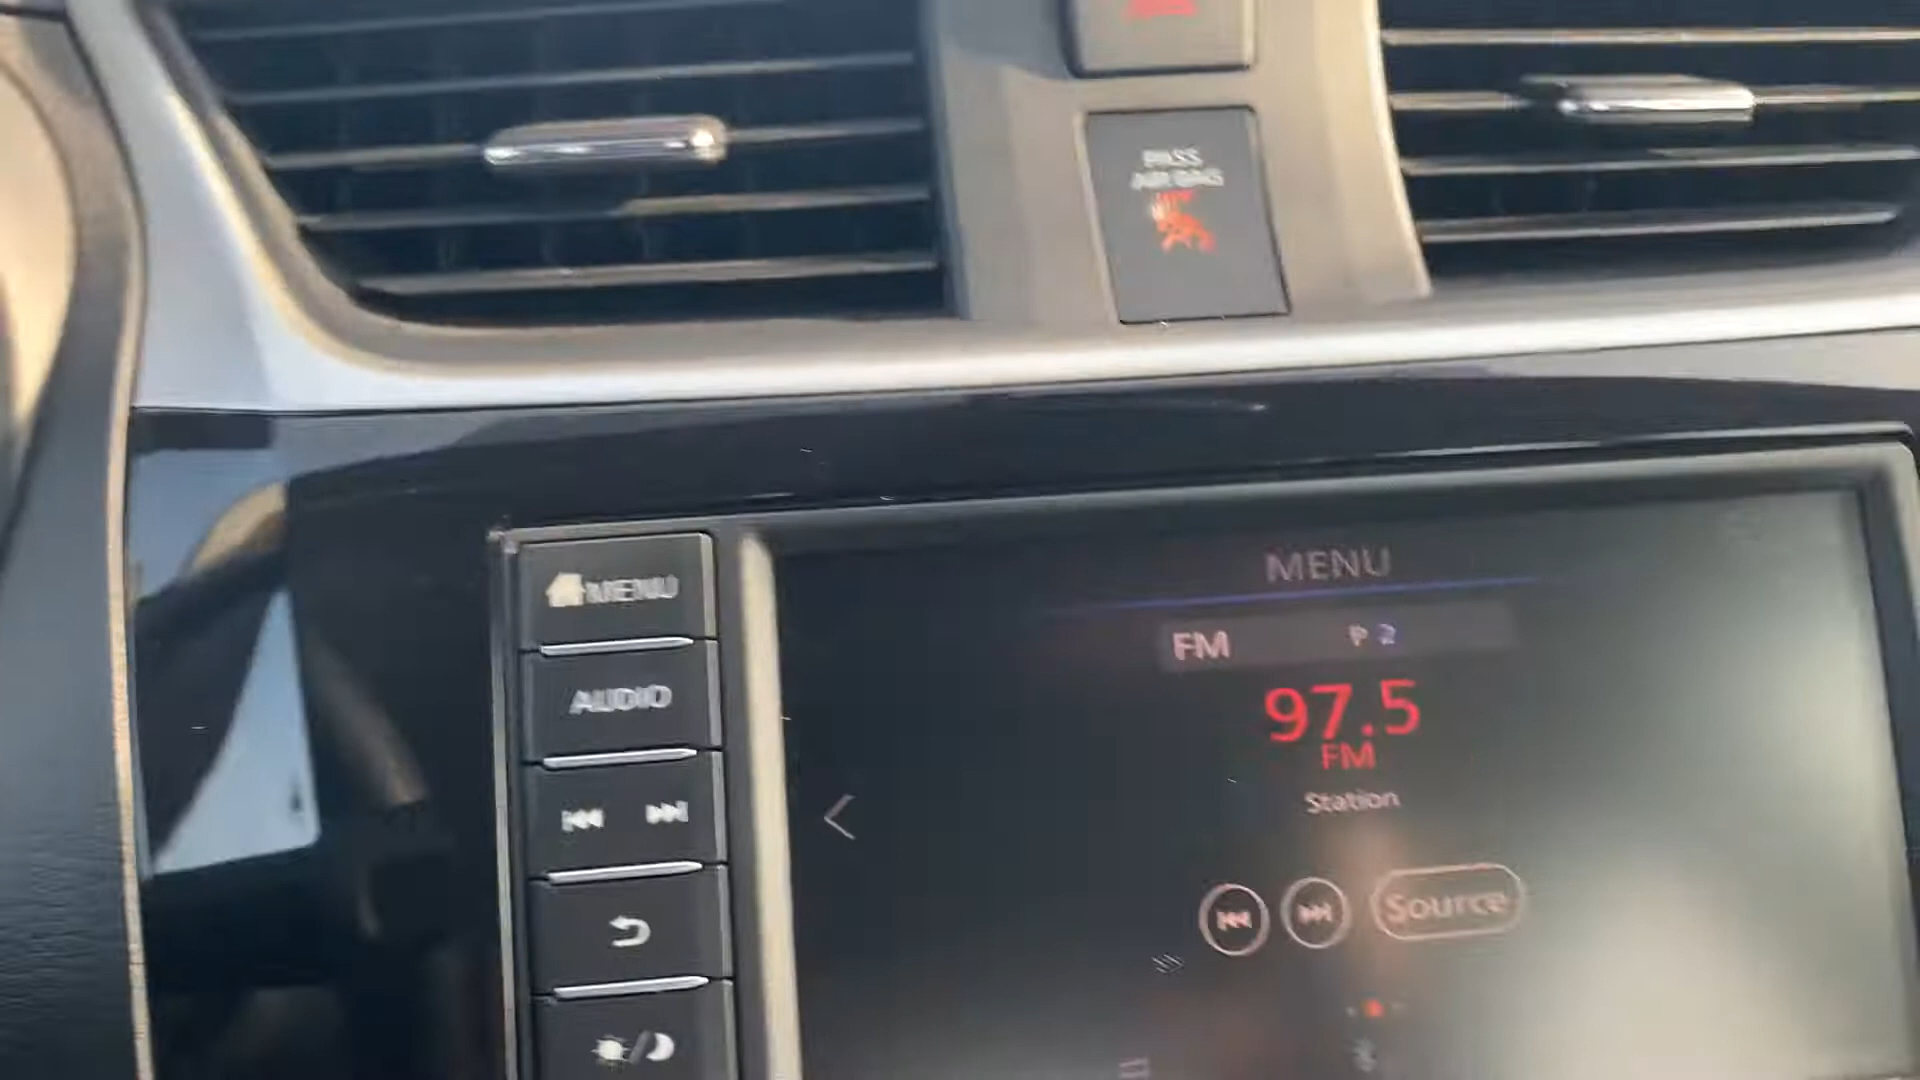 PASS
AIR BAG
MENU
MENU
FM P 2
AUDIO
97.5
FM
Station
Source